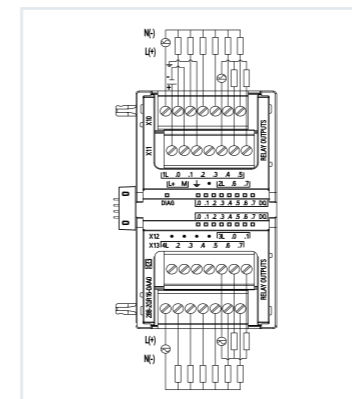 N(-)
L(+)
-
+
X10
X11
RELAY OUTPUTS
1L .0 .1 .2 .3 .4 .5
L+ M • 2L .6 .7
DIAG .0 .1 .2 .3 .4 .5 .6 .7 DQ
.0 .1 .2 .3 .4 .5 .6 .7 DQ
X12 • • • • 3L .0 .1
X13 4L .2 .3 .4 .5 .6 .7
RELAY OUTPUTS
L(+)
N(-)